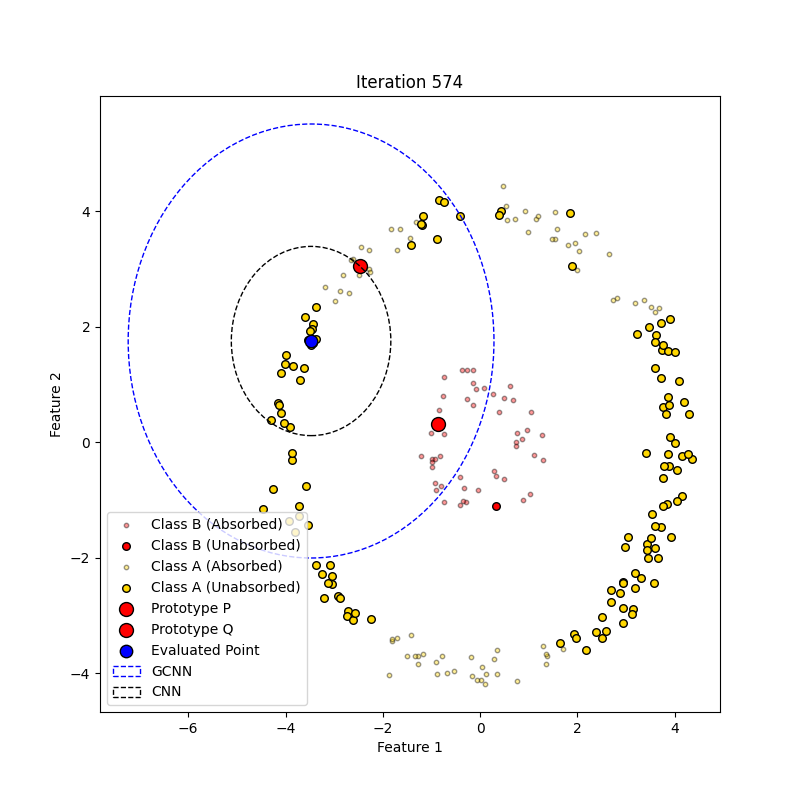 Iteration 574
Feature 2
4
2
0
−2
−4
Class B (Absorbed)
Class B (Unabsorbed)
Class A (Absorbed)
Class A (Unabsorbed)
Prototype P
Prototype Q
Evaluated Point
GCNN
CNN
−6
−4
−2
0
2
4
Feature 1